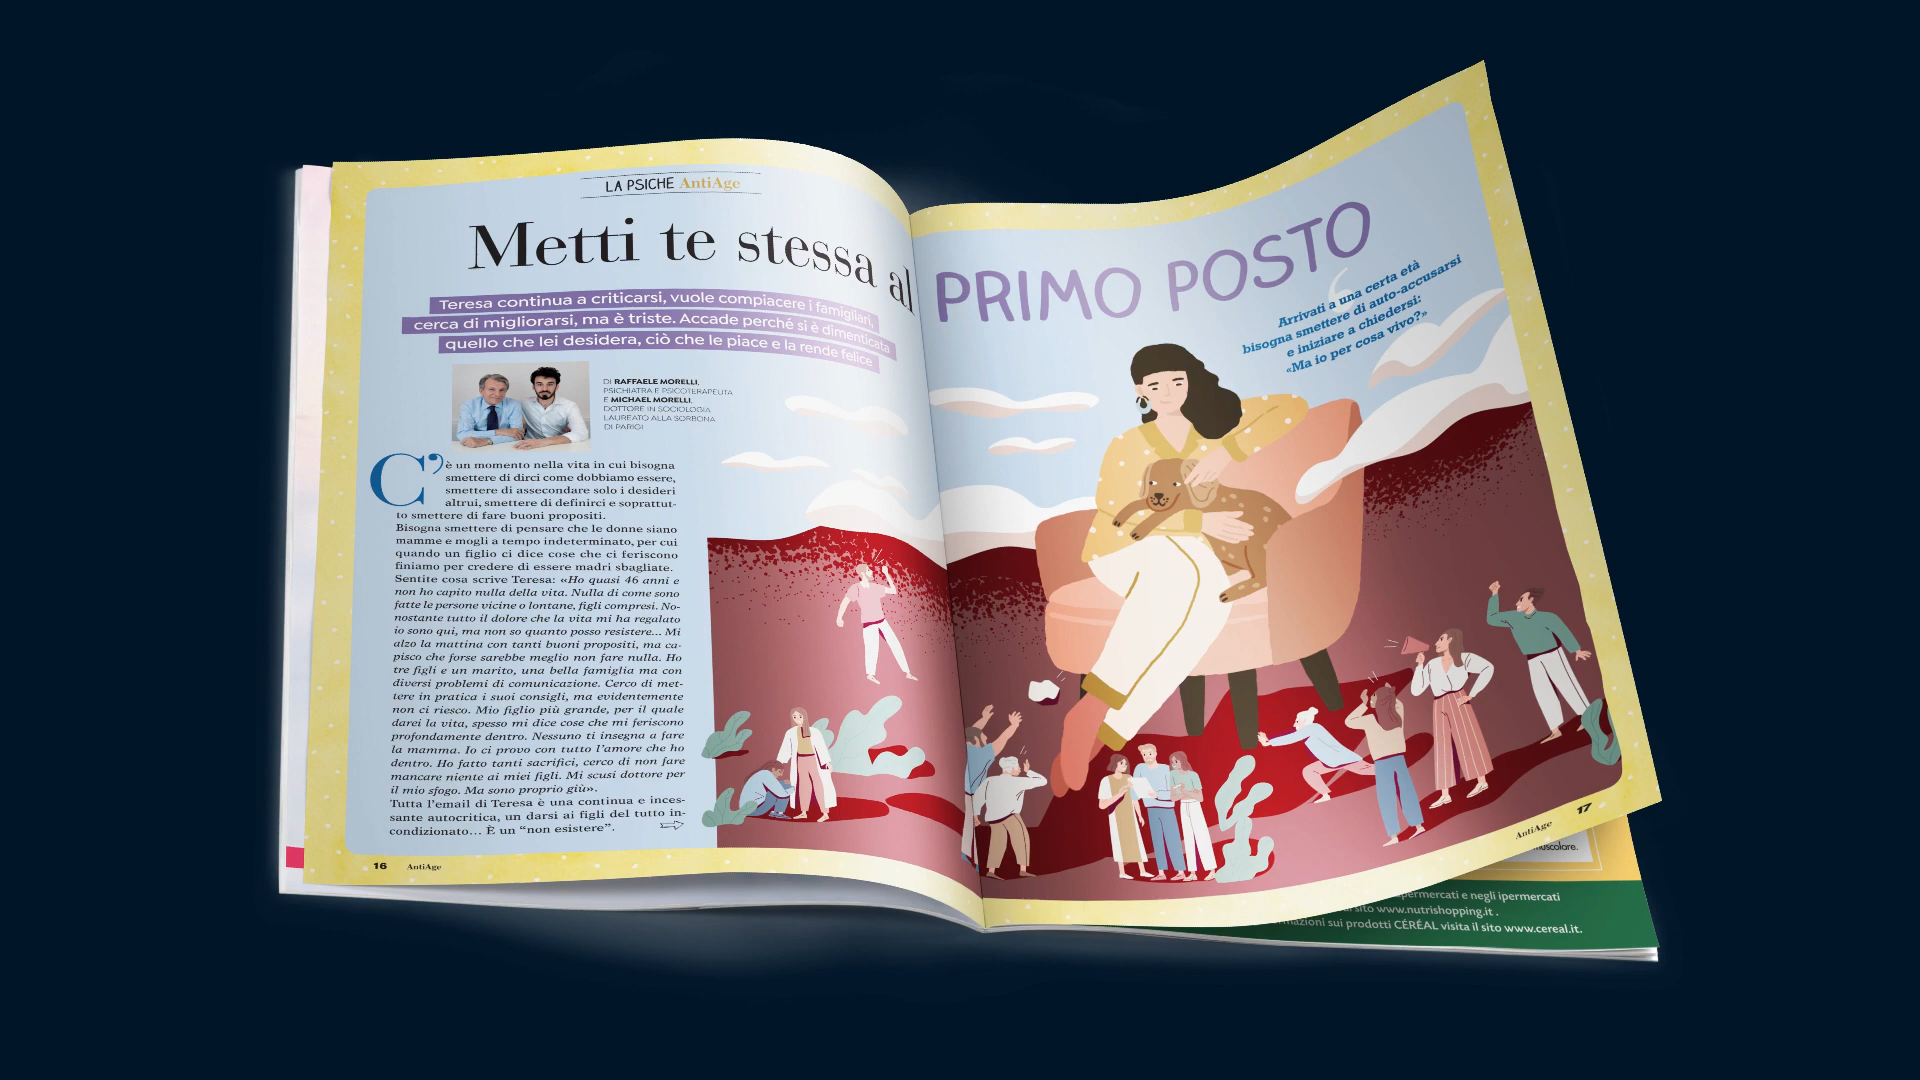 LA PSICHE AntiAge
Metti te stessa al PRIMO POSTO
Teresa continua a criticarsi, vuole compiacere i famigliari,
cerca di migliorarsi, ma è triste. Accade perché si è dimenticata
quello che lei desidera, ciò che le piace e la rende felice
DI RAFFAELE MORELLI,
PSICHIATRA E PSICOTERAPEUTA
E MICHAEL MORELLI,
DOTTORE IN SOCIOLOGIA
LAUREATO ALLA SORBONA
DI PARIGI
C'è un momento nella vita in cui bisogna
smettere di dirci come dobbiamo essere,
smettere di assecondare solo i desideri
altrui, smettere di definirci e soprattut-
to smettere di fare buoni propositi.
Bisogna smettere di pensare che le donne siano
mamme e mogli a tempo indeterminato, per cui
quando un figlio ci dice cose che ci feriscono
finiamo per credere di essere madri sbagliate.
Sentite cosa scrive Teresa: «Ho quasi 46 anni e
non ho capito nulla della vita. Nulla di come sono
fatte le persone vicine o lontane, figli compresi. No-
nostante tutto il dolore che la vita mi ha regalato
io sono qui, ma non so quanto posso resistere... Mi
alzo la mattina con tanti buoni propositi, ma ca-
pisco che forse sarebbe meglio non fare nulla. Ho
tre figli e un marito, una bella famiglia ma con
diversi problemi di comunicazione. Cerco di met-
tere in pratica i suoi consigli, ma evidentemente
non ci riesco. Mio figlio più grande, per il quale
darei la vita, spesso mi dice cose che mi feriscono
profondamente dentro. Nessuno ti insegna a fare
la mamma. Io ci provo con tutto l'amore che ho
dentro. Ho fatto tanti sacrifici, cerco di non fare
mancare niente ai miei figli. Mi scusi dottore per
il mio sfogo. Ma sono proprio giù».
Tutta l'email di Teresa è una continua e inces-
sante autocritica, un darsi ai figli del tutto in-
condizionato... È un "non esistere".
16 AntiAge
Arrivati a una certa età
bisogna smettere di auto-accusarsi
e iniziare a chiedersi:
«Ma io per cosa vivo?»
AntiAge 17
e negli ipermercati
sito www.nutrishopping.it .
sui prodotti CÉRÉAL visita il sito www.cereal.it.